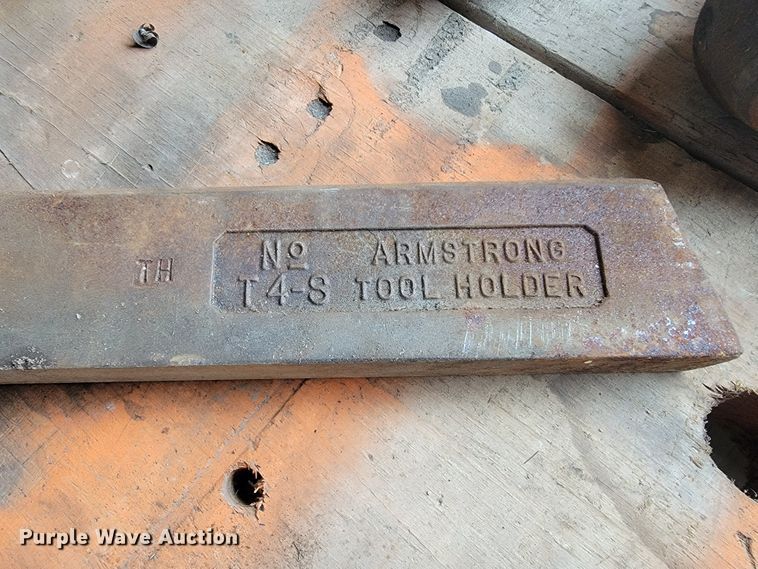 TH
Nº ARMSTRONG
T4-S TOOL HOLDER
Purple Wave Auction